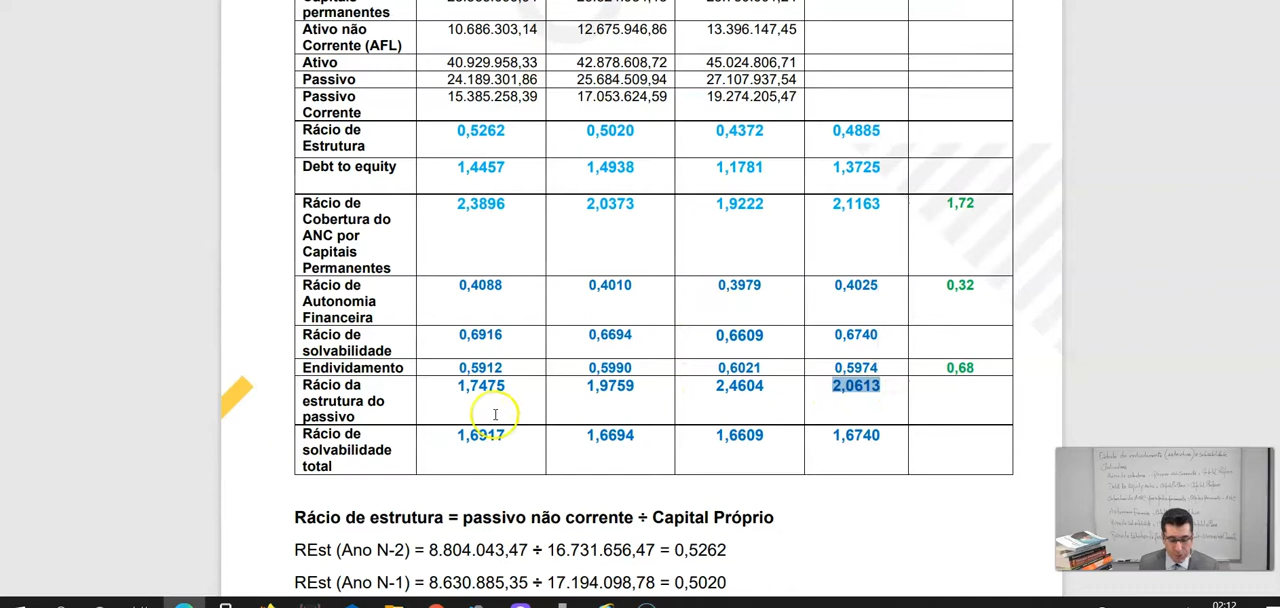 permanentes
Ativo não 10.686.303,14 12.675.946,86 13.396.147,45
Corrente (AFL)
Ativo 40.929.958,33 42.878.608,72 45.024.806,71
Passivo 24.189.301,86 25.684.509,94 27.107.937,54
Passivo 15.385.258,39 17.053.624,59 19.274.205,47
Corrente
Rácio de 0,5262 0,5020 0,4372 0,4885
Estrutura
Debt to equity 1,4457 1,4938 1,1781 1,3725
Rácio de 2,3896 2,0373 1,9222 2,1163 1,72
Cobertura do
ANC por
Capitais
Permanentes
Rácio de 0,4088 0,4010 0,3979 0,4025 0,32
Autonomia
Financeira
Rácio de 0,6916 0,6694 0,6609 0,6740
solvabilidade
Endividamento 0,5912 0,5990 0,6021 0,5974 0,68
Rácio da 1,7475 1,9759 2,4604 2,0613
estrutura do
passivo
Rácio de 1,6917 1,6694 1,6609 1,6740
solvabilidade
total
Rácio de estrutura = passivo não corrente ÷ Capital Próprio
REst (Ano N-2) = 8.804.043,47 ÷ 16.731.656,47 = 0,5262
REst (Ano N-1) = 8.630.885,35 ÷ 17.194.098,78 = 0,5020
02:12